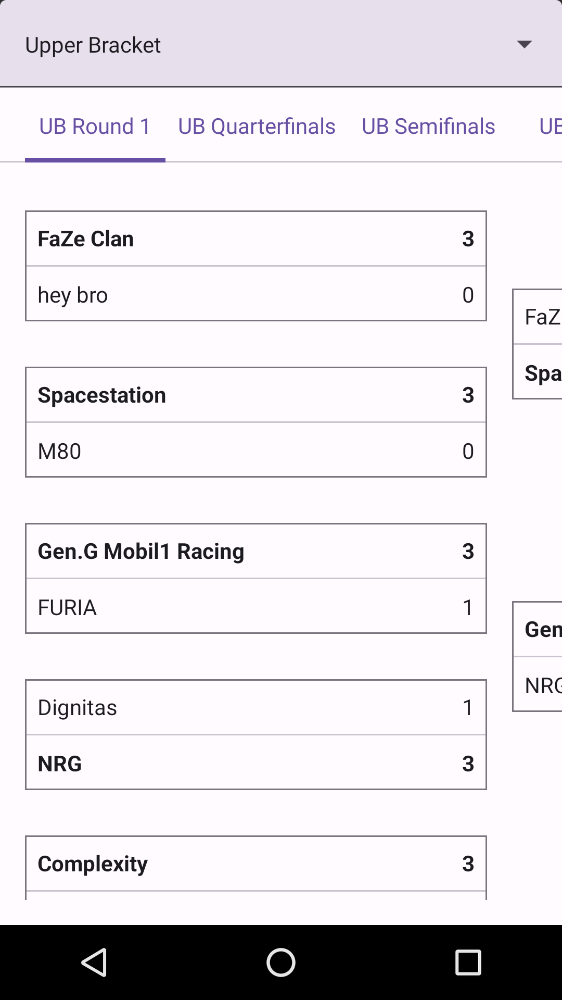 Upper Bracket
UB Round 1
UB Quarterfinals
UB Semifinals
UB
FaZe Clan 3
hey bro 0
FaZ
Spa
Spacestation 3
M80 0
Gen.G Mobil1 Racing 3
FURIA 1
Gen
NRG
Dignitas 1
NRG 3
Complexity 3